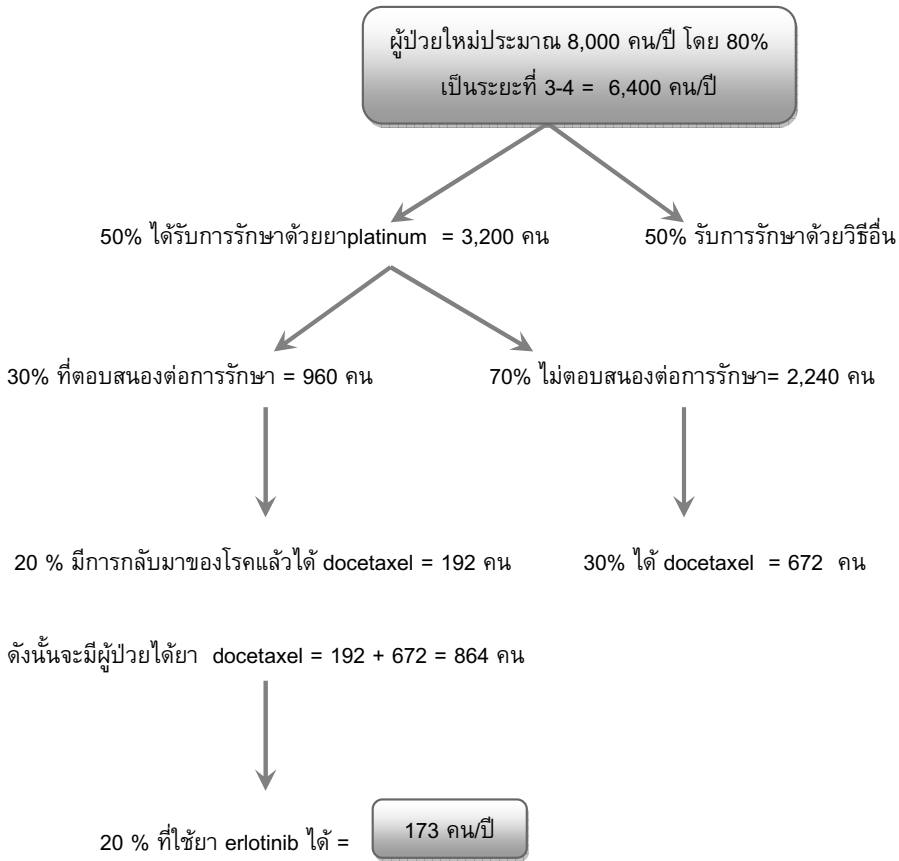 ผู้ป่วยใหม่ประมาณ 8,000 คน/ปี โดย 80%
เป็นระยะที่ 3-4 = 6,400 คน/ปี
50% ได้รับการรักษาด้วยยาplatinum = 3,200 คน
50% รับการรักษาด้วยวิธีอื่น
30% ที่ตอบสนองต่อการรักษา = 960 คน
70% ไม่ตอบสนองต่อการรักษา= 2,240 คน
20 % มีการกลับมาของโรคแล้วได้ docetaxel = 192 คน
30% ได้ docetaxel = 672 คน
ดังนั้นจะมีผู้ป่วยได้ยา docetaxel = 192 + 672 = 864 คน
20 % ที่ใช้ยา erlotinib ได้ =
173 คน/ปี